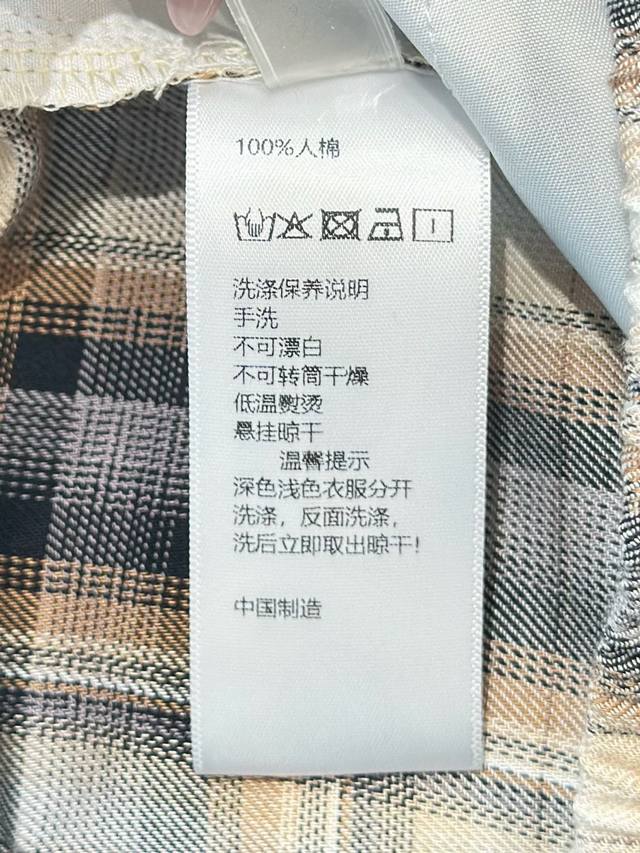 100%人棉
洗涤保养说明
手洗
不可漂白
不可转筒干燥
低温熨烫
悬挂晾干
温馨提示
深色浅色衣服分开
洗涤，反面洗涤，
洗后立即取出晾干！
中国制造